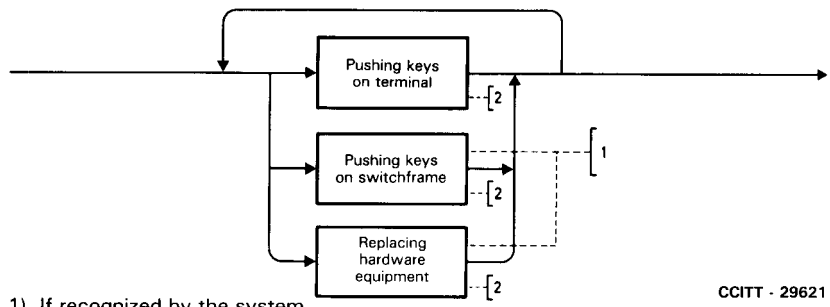 Pushing keys
on terminal
2
Pushing keys
on switchframe
2
1
Replacing
hardware
equipment
2
CCITT - 29621
1) If recognized by the system